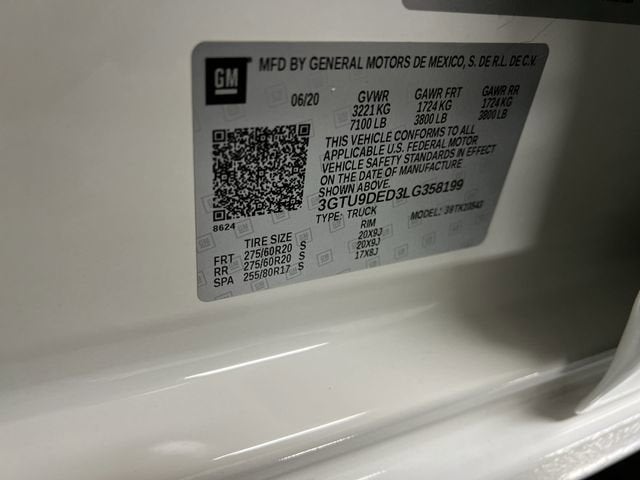 GM MFD BY GENERAL MOTORS DE MEXICO, S. DE R.L. DE C.V.
06/20 GVWR GAWR FRT GAWR RR
3221 KG 1724 KG 1724 KG
7100 LB 3800 LB 3800 LB
THIS VEHICLE CONFORMS TO ALL
APPLICABLE U.S. FEDERAL MOTOR
VEHICLE SAFETY STANDARDS IN EFFECT
ON THE DATE OF MANUFACTURE
SHOWN ABOVE.
3GTU9DED3LG358199
8624 TYPE: TRUCK MODEL:
TIRE SIZE RIM
FRT 275/60R20 S 20X9J
RR 275/60R20 S 20X9J
SPA 255/80R17 S 17X8J